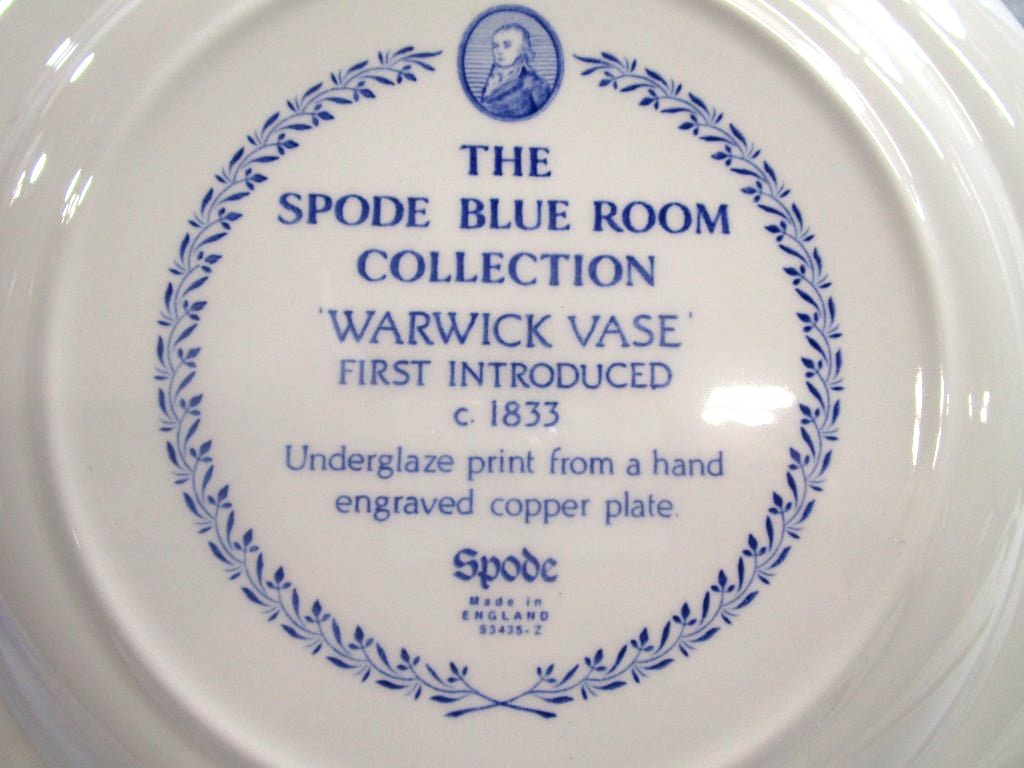 THE
SPODE BLUE ROOM
COLLECTION
'WARWICK VASE'
FIRST INTRODUCED
c. 1833
Underglaze print from a hand
engraved copper plate.
Spode
Made in
ENGLAND
S3435-Z